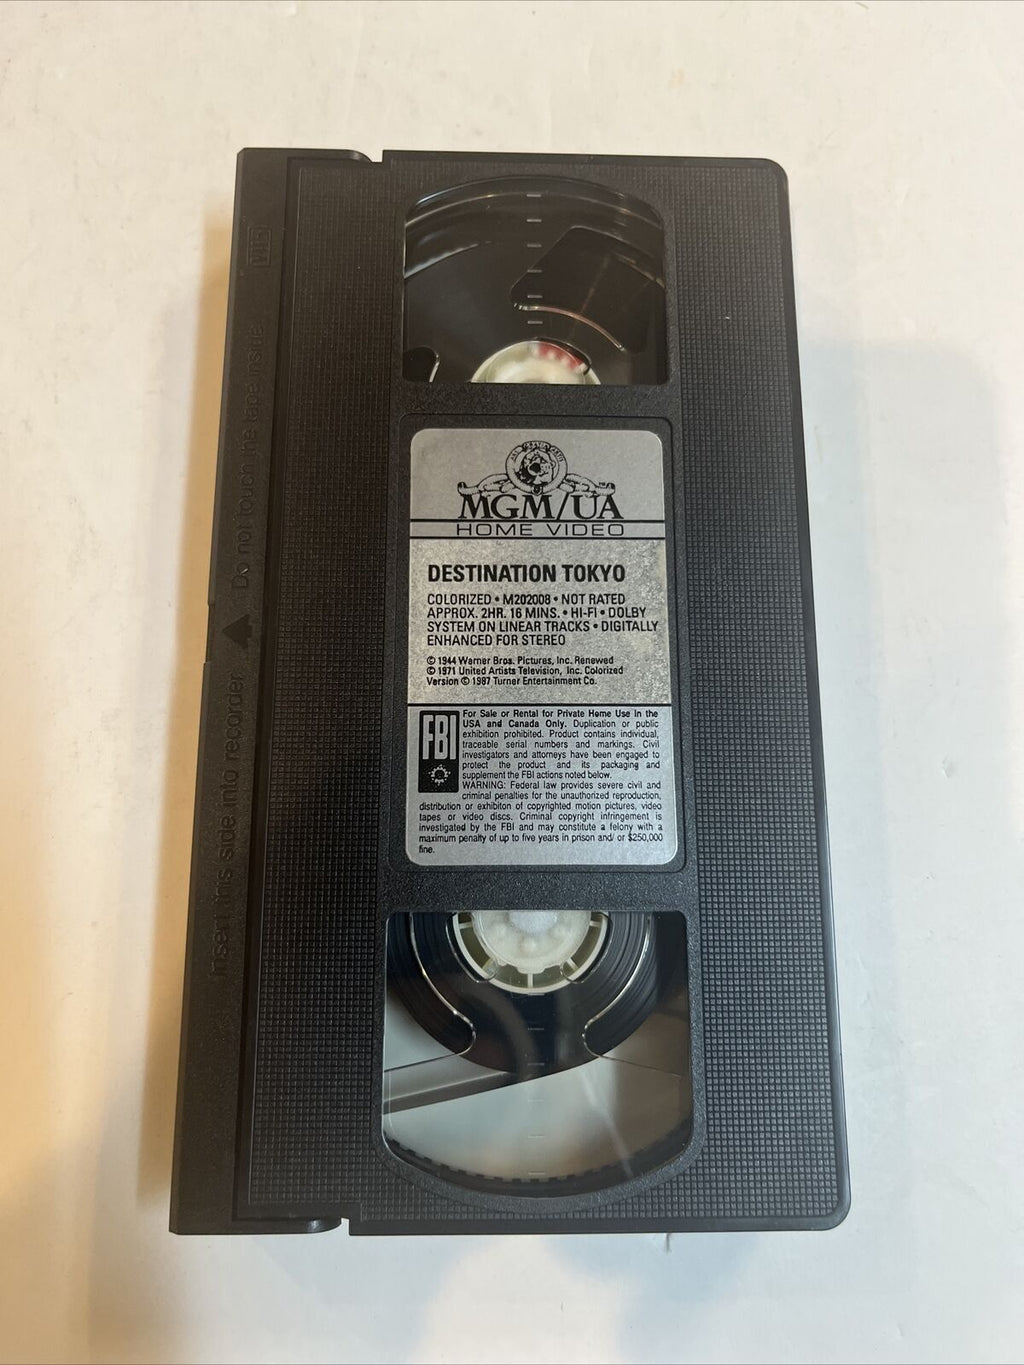 MGM/UA
HOME VIDEO
DESTINATION TOKYO
COLORIZED • M202008 • NOT RATED
APPROX. 2HR. 16 MINS. • HI-FI • DOLBY
SYSTEM ON LINEAR TRACKS • DIGITALLY
ENHANCED FOR STEREO
© 1944 Warner Bros. Pictures, Inc. Renewed
© 1971 United Artists Television, Inc. Colorized
Version © 1987 Turner Entertainment Co.
FBI
For Sale or Rental for Private Home Use in the
USA and Canada Only. Duplication or public
exhibition prohibited. Product contains individual,
traceable serial numbers and markings. Civil
investigators and attorneys have been engaged to
protect the product and its packaging and
supplement the FBI actions noted below.
WARNING: Federal law provides severe civil and
criminal penalties for the unauthorized reproduction,
distribution or exhibiton of copyrighted motion pictures, video
tapes or video discs. Criminal copyright infringement is
investigated by the FBI and may constitute a felony with a
maximum penalty of up to five years in prison and/ or $250,000
fine.
Insert this side into recorder ▲ Do not touch the tape inside
VHS